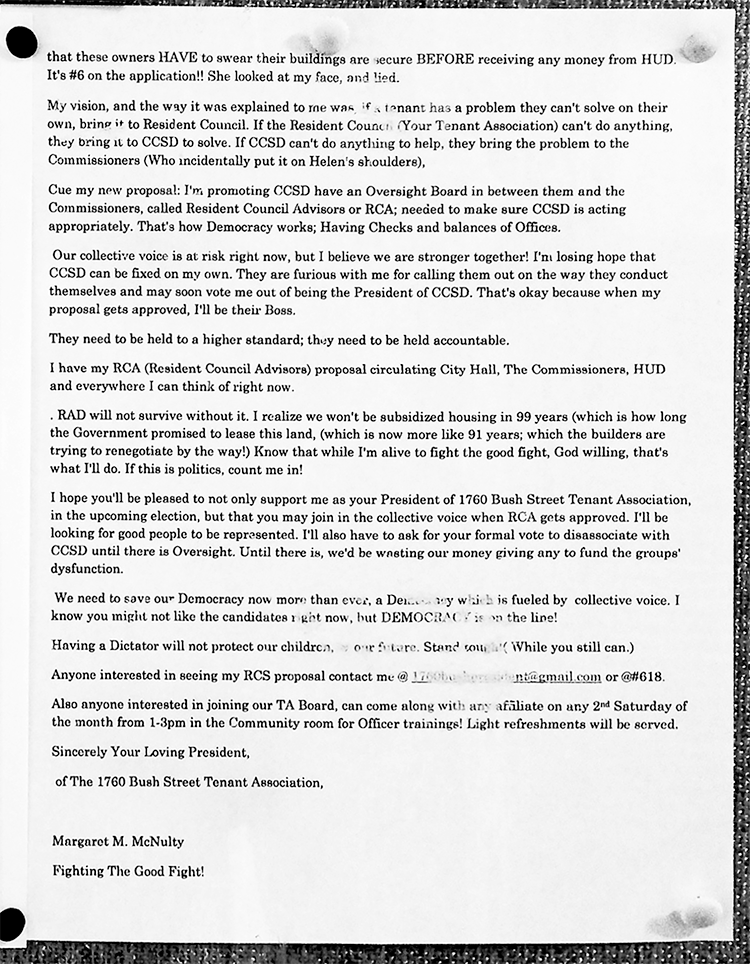 that these owners HAVE to swear their buildings are secure BEFORE receiving any money from HUD.
It's #6 on the application!! She looked at my face, and lied.
My vision, and the way it was explained to me was, if a tenant has a problem they can't solve on their
own, bring it to Resident Council. If the Resident Council (Your Tenant Association) can't do anything,
they bring it to CCSD to solve. If CCSD can't do anything to help, they bring the problem to the
Commissioners (Who incidentally put it on Helen's shoulders),
Cue my new proposal: I'm promoting CCSD have an Oversight Board in between them and the
Commissioners, called Resident Council Advisors or RCA; needed to make sure CCSD is acting
appropriately. That's how Democracy works; Having Checks and balances of Offices.
Our collective voice is at risk right now, but I believe we are stronger together! I'm losing hope that
CCSD can be fixed on my own. They are furious with me for calling them out on the way they conduct
themselves and may soon vote me out of being the President of CCSD. That's okay because when my
proposal gets approved, I'll be their Boss.
They need to be held to a higher standard; they need to be held accountable.
I have my RCA (Resident Council Advisors) proposal circulating City Hall, The Commissioners, HUD
and everywhere I can think of right now.
. RAD will not survive without it. I realize we won't be subsidized housing in 99 years (which is how long
the Government promised to lease this land, (which is now more like 91 years; which the builders are
trying to renegotiate by the way!) Know that while I'm alive to fight the good fight, God willing, that's
what I'll do. If this is politics, count me in!
I hope you'll be pleased to not only support me as your President of 1760 Bush Street Tenant Association,
in the upcoming election, but that you may join in the collective voice when RCA gets approved. I'll be
looking for good people to be represented. I'll also have to ask for your formal vote to disassociate with
CCSD until there is Oversight. Until there is, we'd be wasting our money giving any to fund the groups'
dysfunction.
We need to save our Democracy now more than ever, a Democracy which is fueled by collective voice. I
know you might not like the candidates right now, but DEMOCRACY is on the line!
Having a Dictator will not protect our children, our future. Stand ( While you still can.)
Anyone interested in seeing my RCS proposal contact me @ or @#618.
Also anyone interested in joining our TA Board, can come along with any affiliate on any 2nd Saturday of
the month from 1-3pm in the Community room for Officer trainings! Light refreshments will be served.
Sincerely Your Loving President,
of The 1760 Bush Street Tenant Association,
Margaret M. McNulty
Fighting The Good Fight!